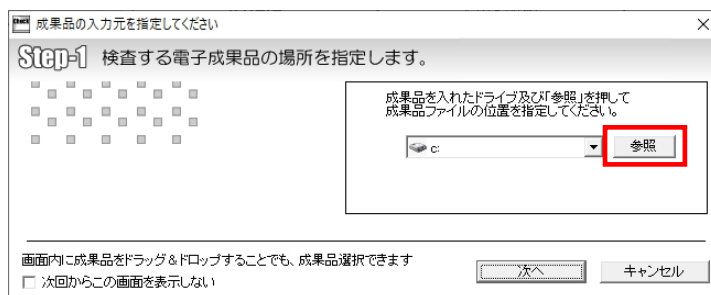 Check
成果品の入力元を指定してください
Step-1 検査する電子成果品の場所を指定します。
成果品を入れたドライブ及び「参照」を押して
成果品ファイルの位置を指定してください。
c:
参照
画面内に成果品をドラッグ＆ドロップすることでも、成果品選択できます
次回からこの画面を表示しない
次へ
キャンセル